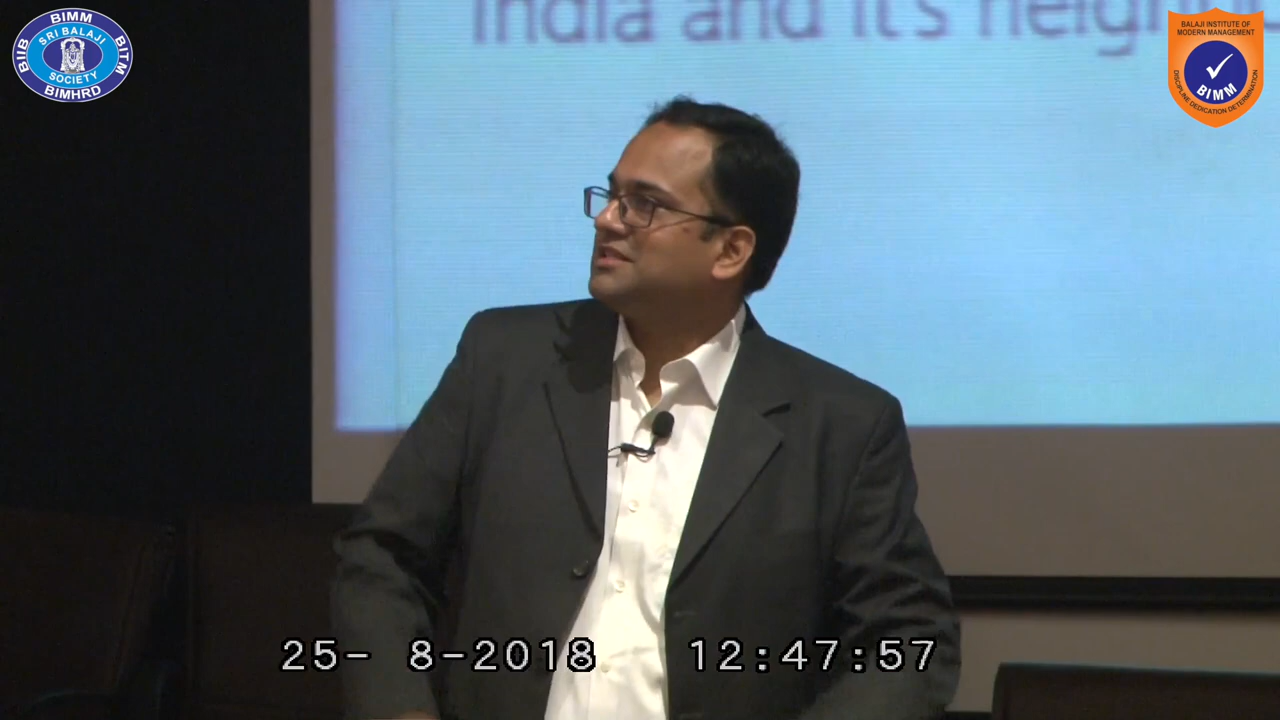 BIMM
SRI BALAJI
SOCIETY
BIIB
BITM
BIMHRD
India and it's neigh
BALAJI INSTITUTE OF
MODERN MANAGEMENT
BIMM
DISCIPLINE DEDICATION DETERMINATION
25- 8-2018 12:47:57